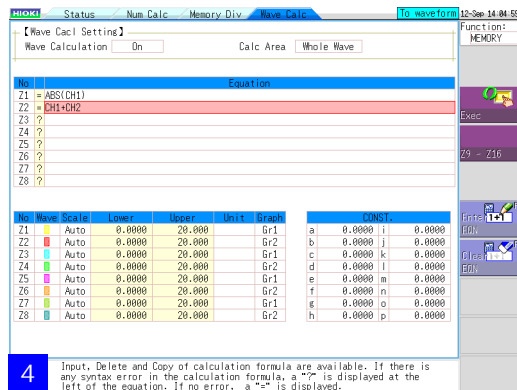 HIOKI Status Num Calc Memory Div Wave Calc To waveform 12-Sep 14:04:55
Function:
MEMORY
【Wave Cacl Setting】
Wave Calculation On Calc Area Whole Wave
No Equation
Z1 = ABS(CH1)
Z2 = CH1+CH2
Z3 ?
Z4 ?
Z5 ?
Z6 ?
Z7 ?
Z8 ?
Exec
Z9 - Z16
No Wave Scale Lower Upper Unit Graph CONST.
Z1 Auto 0.0000 20.000 Gr1 a 0.0000 i 0.0000
Z2 Auto 0.0000 20.000 Gr2 b 0.0000 j 0.0000
Z3 Auto 0.0000 20.000 Gr1 c 0.0000 k 0.0000
Z4 Auto 0.0000 20.000 Gr2 d 0.0000 l 0.0000
Z5 Auto 0.0000 20.000 Gr1 e 0.0000 m 0.0000
Z6 Auto 0.0000 20.000 Gr2 f 0.0000 n 0.0000
Z7 Auto 0.0000 20.000 Gr1 g 0.0000 o 0.0000
Z8 Auto 0.0000 20.000 Gr2 h 0.0000 p 0.0000
1+1
EQN
Clear
EQN
4
Input, Delete and Copy of calculation formula are available. If there is
any syntax error in the calculation formula, a "?" is displayed at the
left of the equation. If no error, a "=" is displayed.